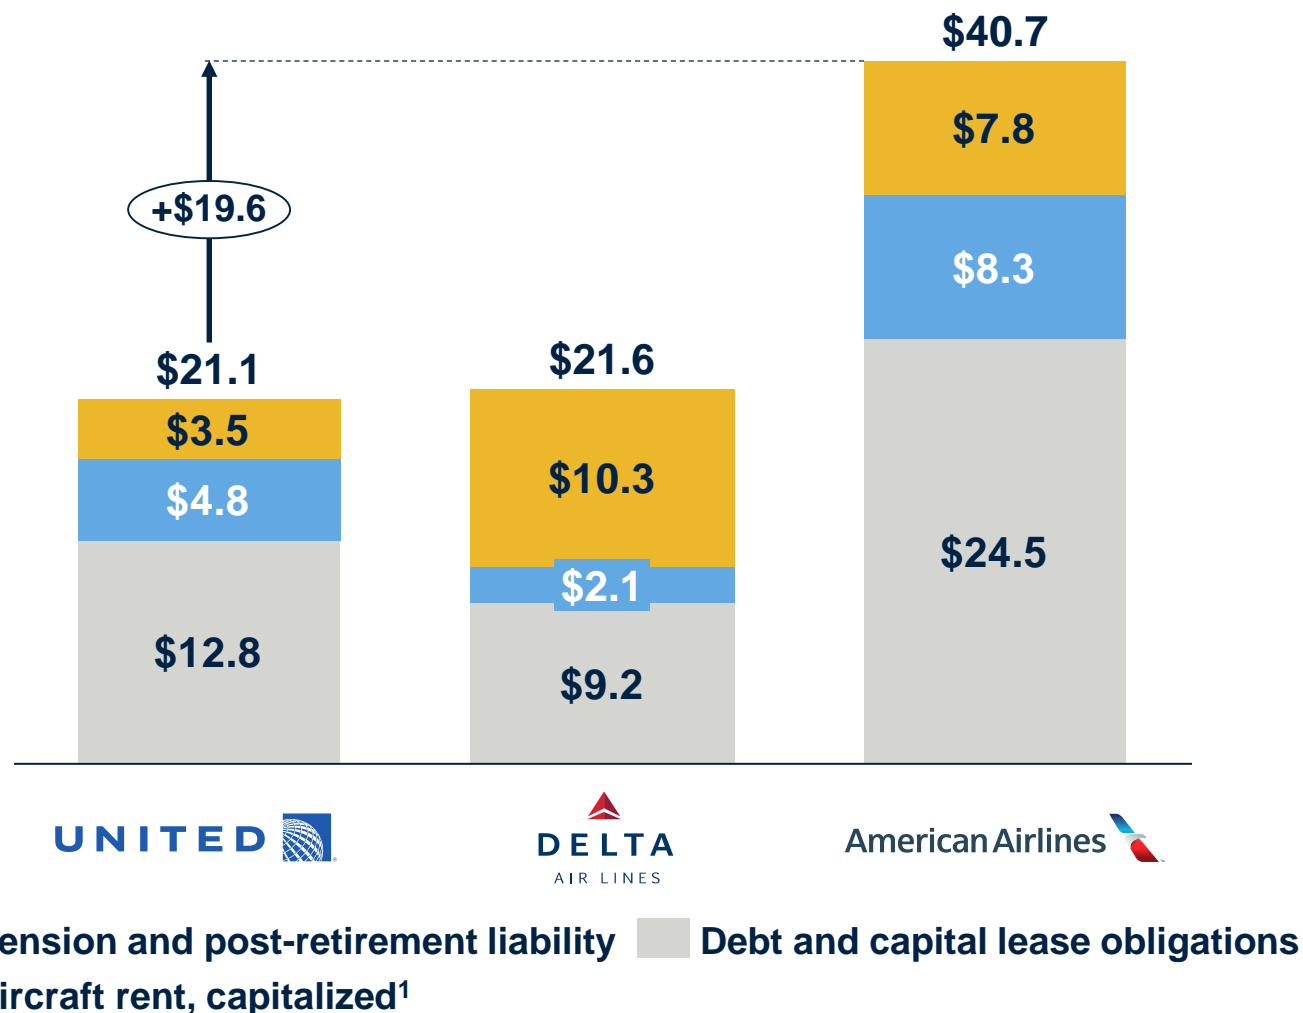 $40.7
$7.8
+$19.6
$8.3
$21.1
$21.6
$3.5
$10.3
$4.8
$24.5
$2.1
$12.8
$9.2
UNITED
DELTA
AIR LINES
American Airlines
ension and post-retirement liability Debt and capital lease obligations
ircraft rent, capitalized¹